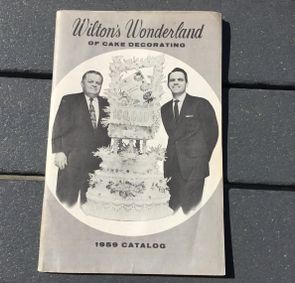 Wilton's Wonderland
OF CAKE DECORATING
1959 CATALOG